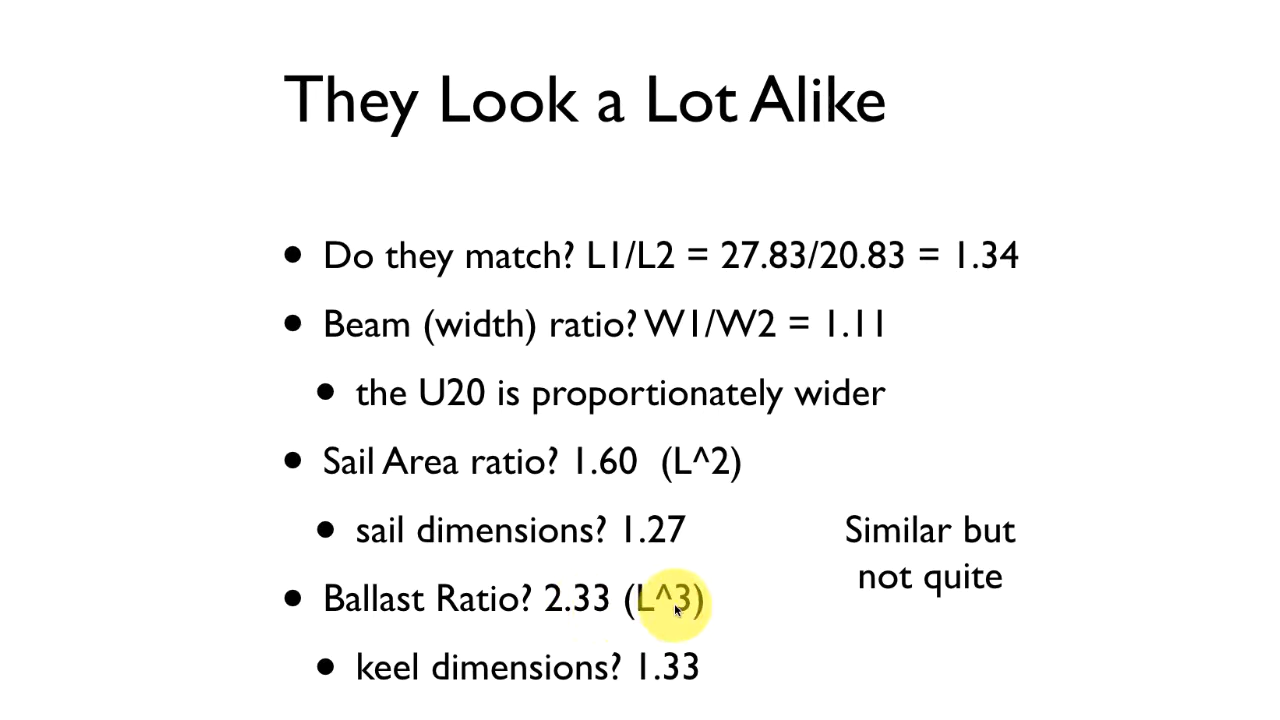 They Look a Lot Alike
• Do they match? L1/L2 = 27.83/20.83 = 1.34
• Beam (width) ratio? W1/W2 = 1.11
• the U20 is proportionately wider
• Sail Area ratio? 1.60 (L^2)
• sail dimensions? 1.27
Similar but
not quite
• Ballast Ratio? 2.33 (L^3)
• keel dimensions? 1.33